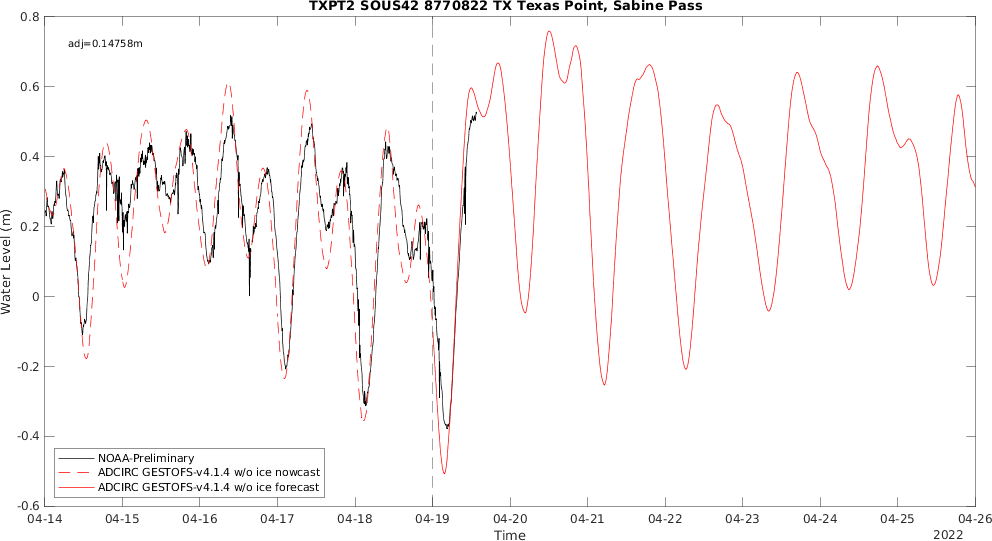 TXPT2 SOUS42 8770822 TX Texas Point, Sabine Pass
adj=0.14758m
0.8
0.6
0.4
0.2
0
-0.2
-0.4
-0.6
Water Level (m)
NOAA-Preliminary
ADCIRC GESTOFS-v4.1.4 w/o ice nowcast
ADCIRC GESTOFS-v4.1.4 w/o ice forecast
04-14 04-15 04-16 04-17 04-18 04-19 04-20 04-21 04-22 04-23 04-24 04-25 04-26
Time
2022